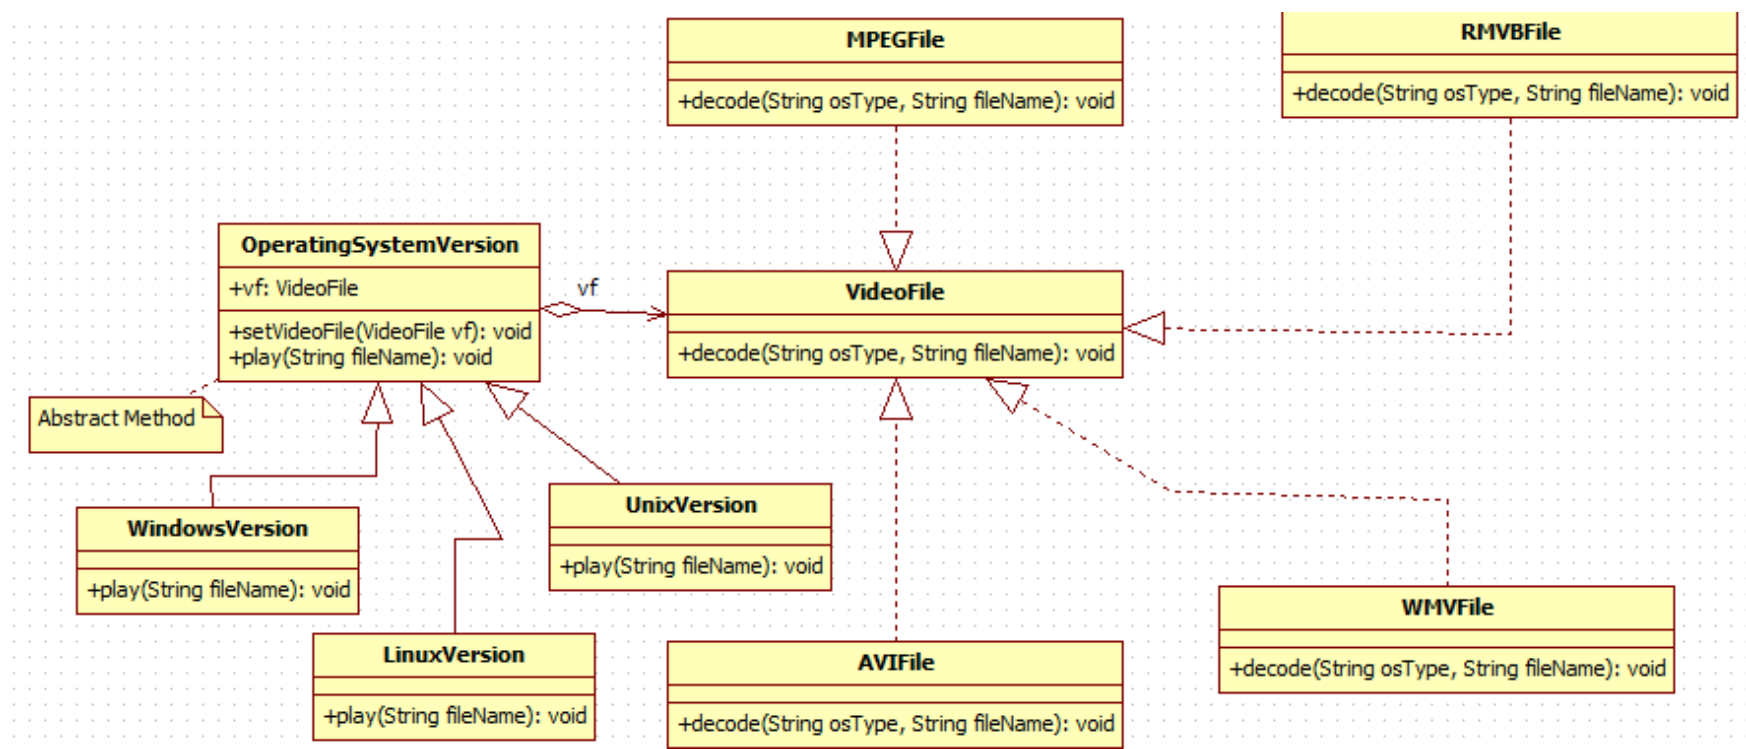 MPEGFile
+decode(String osType, String fileName): void
RMVBFile
+decode(String osType, String fileName): void
OperatingSystemVersion
+vf: VideoFile
+setVideoFile(VideoFile vf): void
+play(String fileName): void
vf
VideoFile
+decode(String osType, String fileName): void
Abstract Method
WindowsVersion
+play(String fileName): void
UnixVersion
+play(String fileName): void
LinuxVersion
+play(String fileName): void
AVIFile
+decode(String osType, String fileName): void
WMVFile
+decode(String osType, String fileName): void